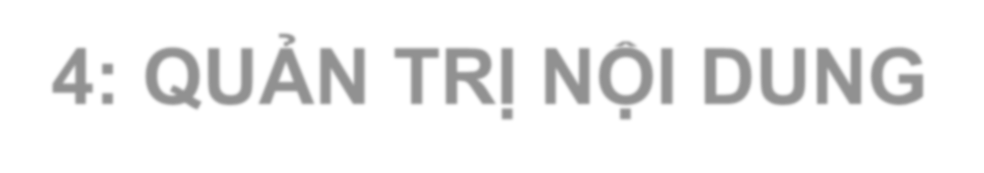 4: QUẢN TRỊ NỘI DUNG